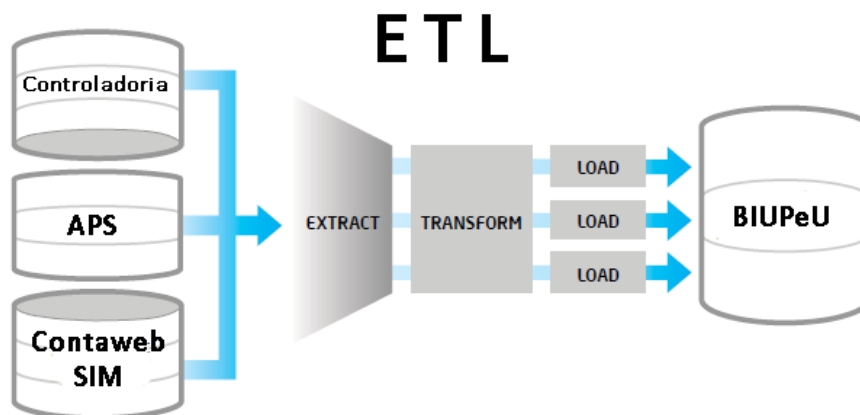 E T L
Controladoria
APS
Contaweb
SIM
EXTRACT
TRANSFORM
LOAD
LOAD
LOAD
BIUPeU